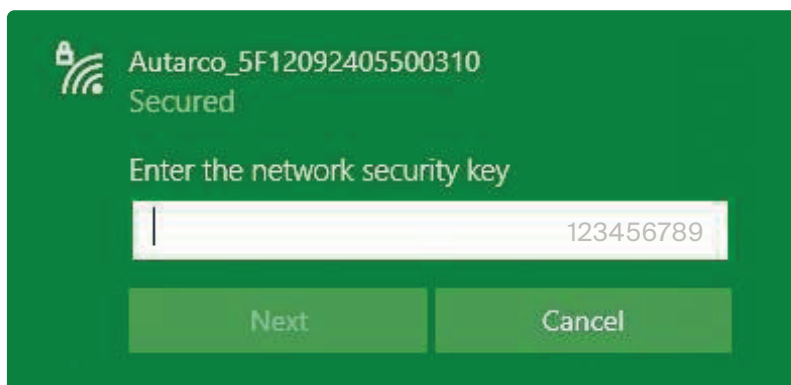 Autarco_5F12092405500310
Secured
Enter the network security key
123456789
Next Cancel